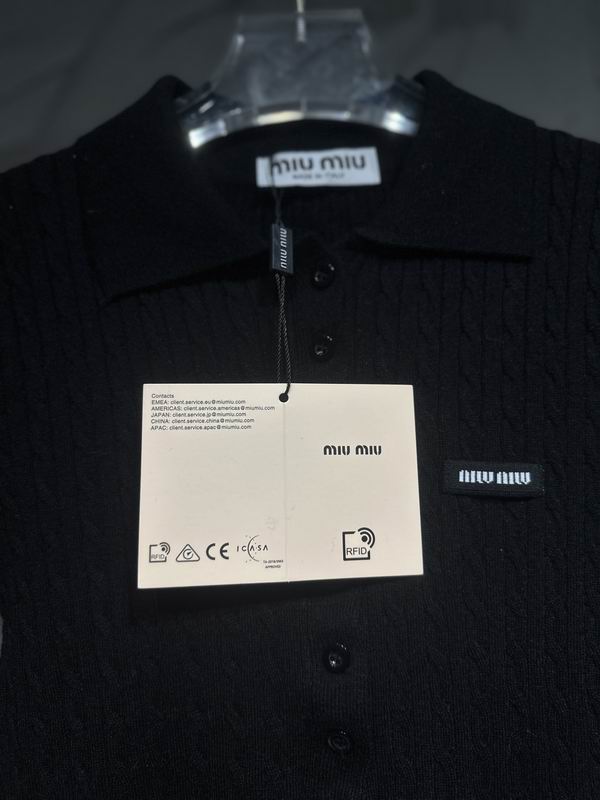 miu miu
MADE IN ITALY
miu miu
Contacts
EMEA: client.service.eu@miumiu.com
AMERICAS: client.service.americas@miumiu.com
JAPAN: client.service.jp@miumiu.com
CHINA: client.service.china@miumiu.com
APAC: client.service.apac@miumiu.com
miu miu
miu miu
RFID
CE
ICASA
APPROVED
RFID